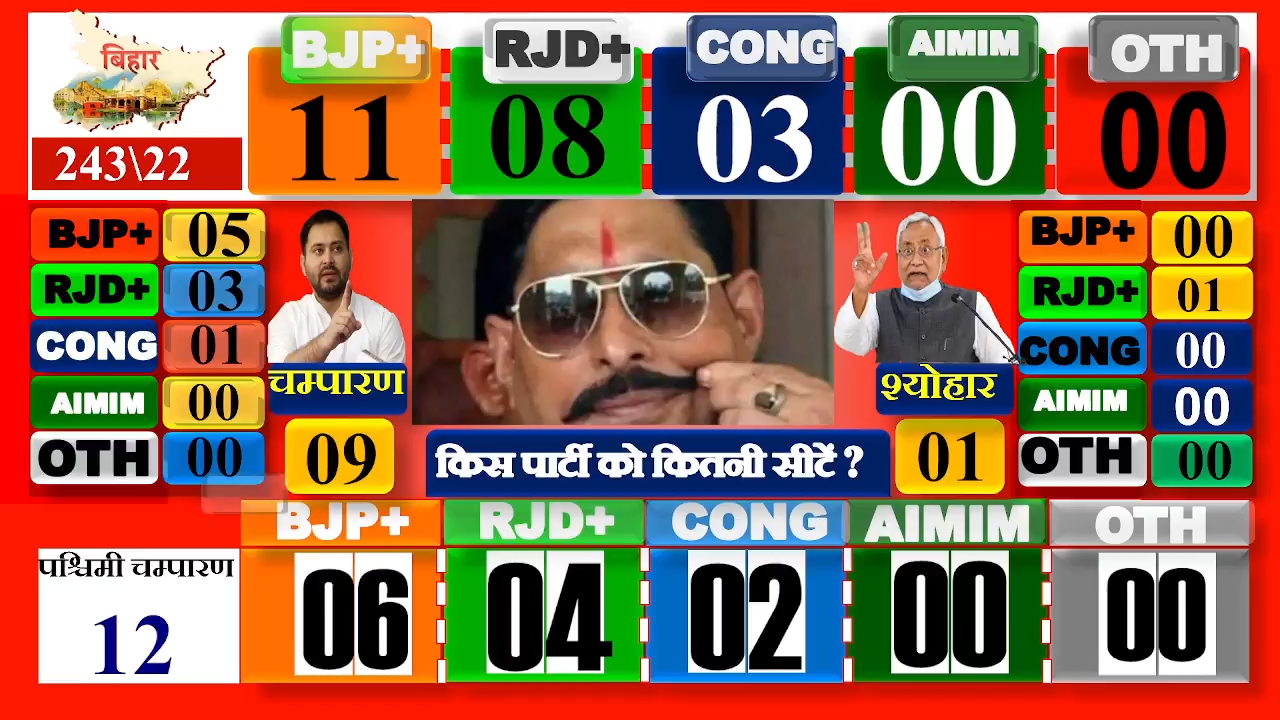 बिहार
243\22
BJP+ RJD+ CONG AIMIM OTH
11 08 03 00 00
BJP+ 05
RJD+ 03
CONG 01
AIMIM 00
OTH 00
चम्पारण
09
किस पार्टी को कितनी सीटें ?
श्योहार
01
BJP+ 00
RJD+ 01
CONG 00
AIMIM 00
OTH 00
BJP+ RJD+ CONG AIMIM OTH
पश्चिमी चम्पारण
12
06 04 02 00 00